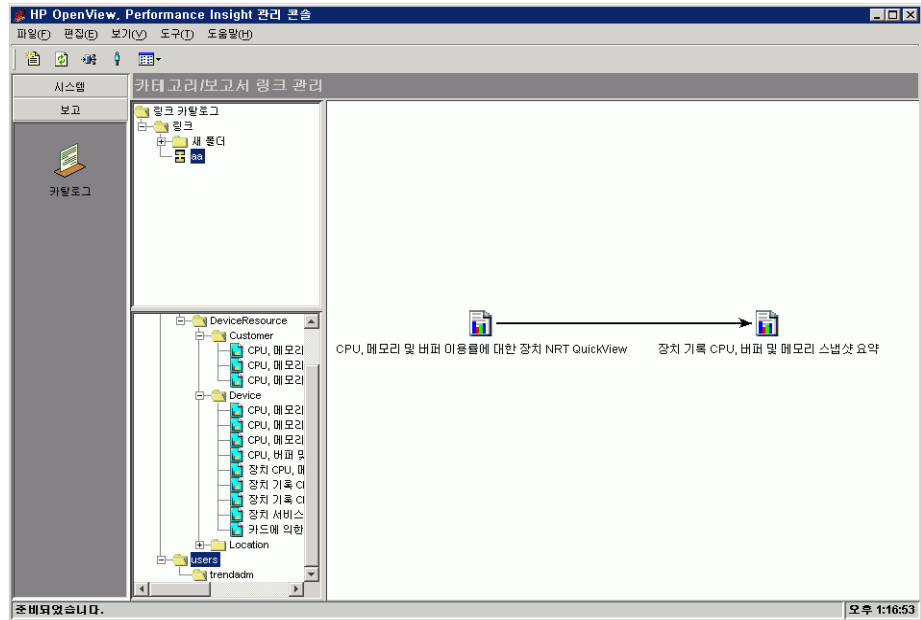 HP OpenView, Performance Insight 관리 콘솔
파일(F) 편집(E) 보기(V) 도구(T) 도움말(H)
시스템
보고
카탈로그
카테고리/보고서 링크 관리
링크 카탈로그
링크
새 폴더
aa
DeviceResource
Customer
CPU, 메모리
CPU, 메모리
CPU, 메모리
Device
CPU, 메모리
CPU, 메모리
CPU, 메모리
CPU, 버퍼 및
장치 CPU, 메
장치 기록 CI
장치 기록 CI
장치 서비스
카드에 의한
Location
users
trendadm
CPU, 메모리 및 버퍼 이용률에 대한 장치 NRT QuickView
장치 기록 CPU, 버퍼 및 메모리 스냅샷 요약
준비되었습니다.
오후 1:16:53